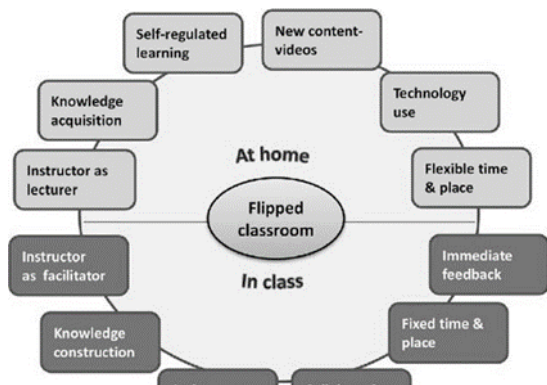 Self-regulated
learning
New content-
videos
Knowledge
acquisition
Technology
use
At home
Instructor as
lecturer
Flexible time
& place
Flipped
classroom
Instructor
as facilitator
In class
Immediate
feedback
Knowledge
construction
Fixed time &
place